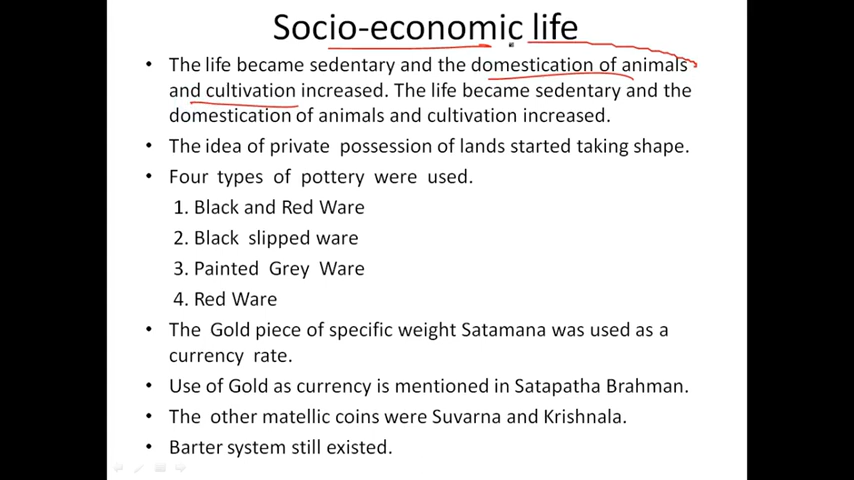 Socio-economic life
• The life became sedentary and the domestication of animals
and cultivation increased. The life became sedentary and the
domestication of animals and cultivation increased.
• The idea of private possession of lands started taking shape.
• Four types of pottery were used.
1. Black and Red Ware
2. Black slipped ware
3. Painted Grey Ware
4. Red Ware
• The Gold piece of specific weight Satamana was used as a
currency rate.
• Use of Gold as currency is mentioned in Satapatha Brahman.
• The other matellic coins were Suvarna and Krishnala.
• Barter system still existed.